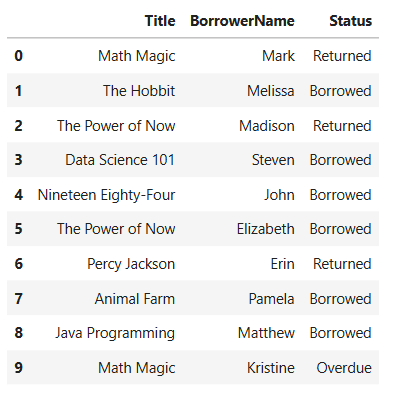 Title BorrowerName Status
0 Math Magic Mark Returned
1 The Hobbit Melissa Borrowed
2 The Power of Now Madison Returned
3 Data Science 101 Steven Borrowed
4 Nineteen Eighty-Four John Borrowed
5 The Power of Now Elizabeth Borrowed
6 Percy Jackson Erin Returned
7 Animal Farm Pamela Borrowed
8 Java Programming Matthew Borrowed
9 Math Magic Kristine Overdue